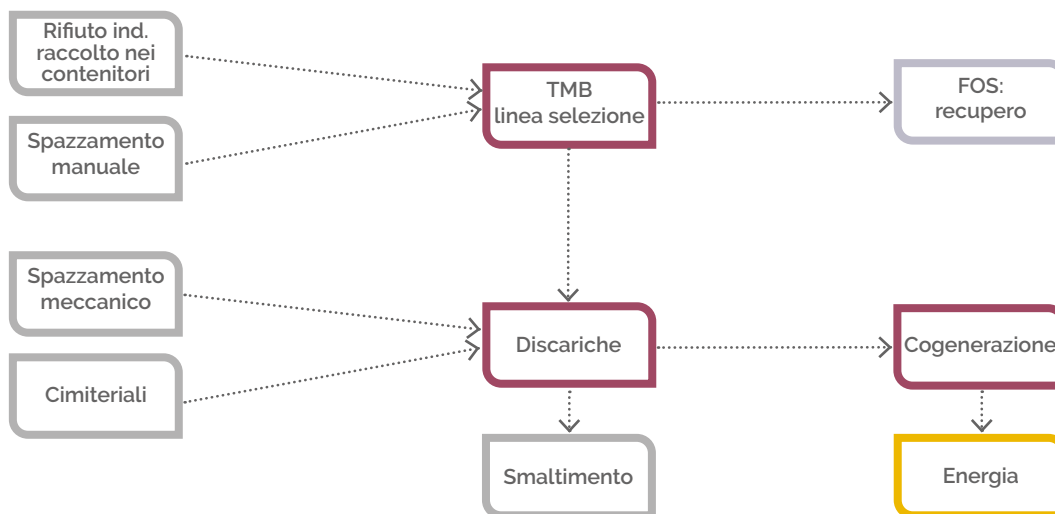 Rifiuto ind.
raccolto nei
contenitori
TMB
linea selezione
FOS:
recupero
Spazzamento
manuale
Spazzamento
meccanico
Discariche
Cogenerazione
Cimiteriali
Smaltimento
Energia